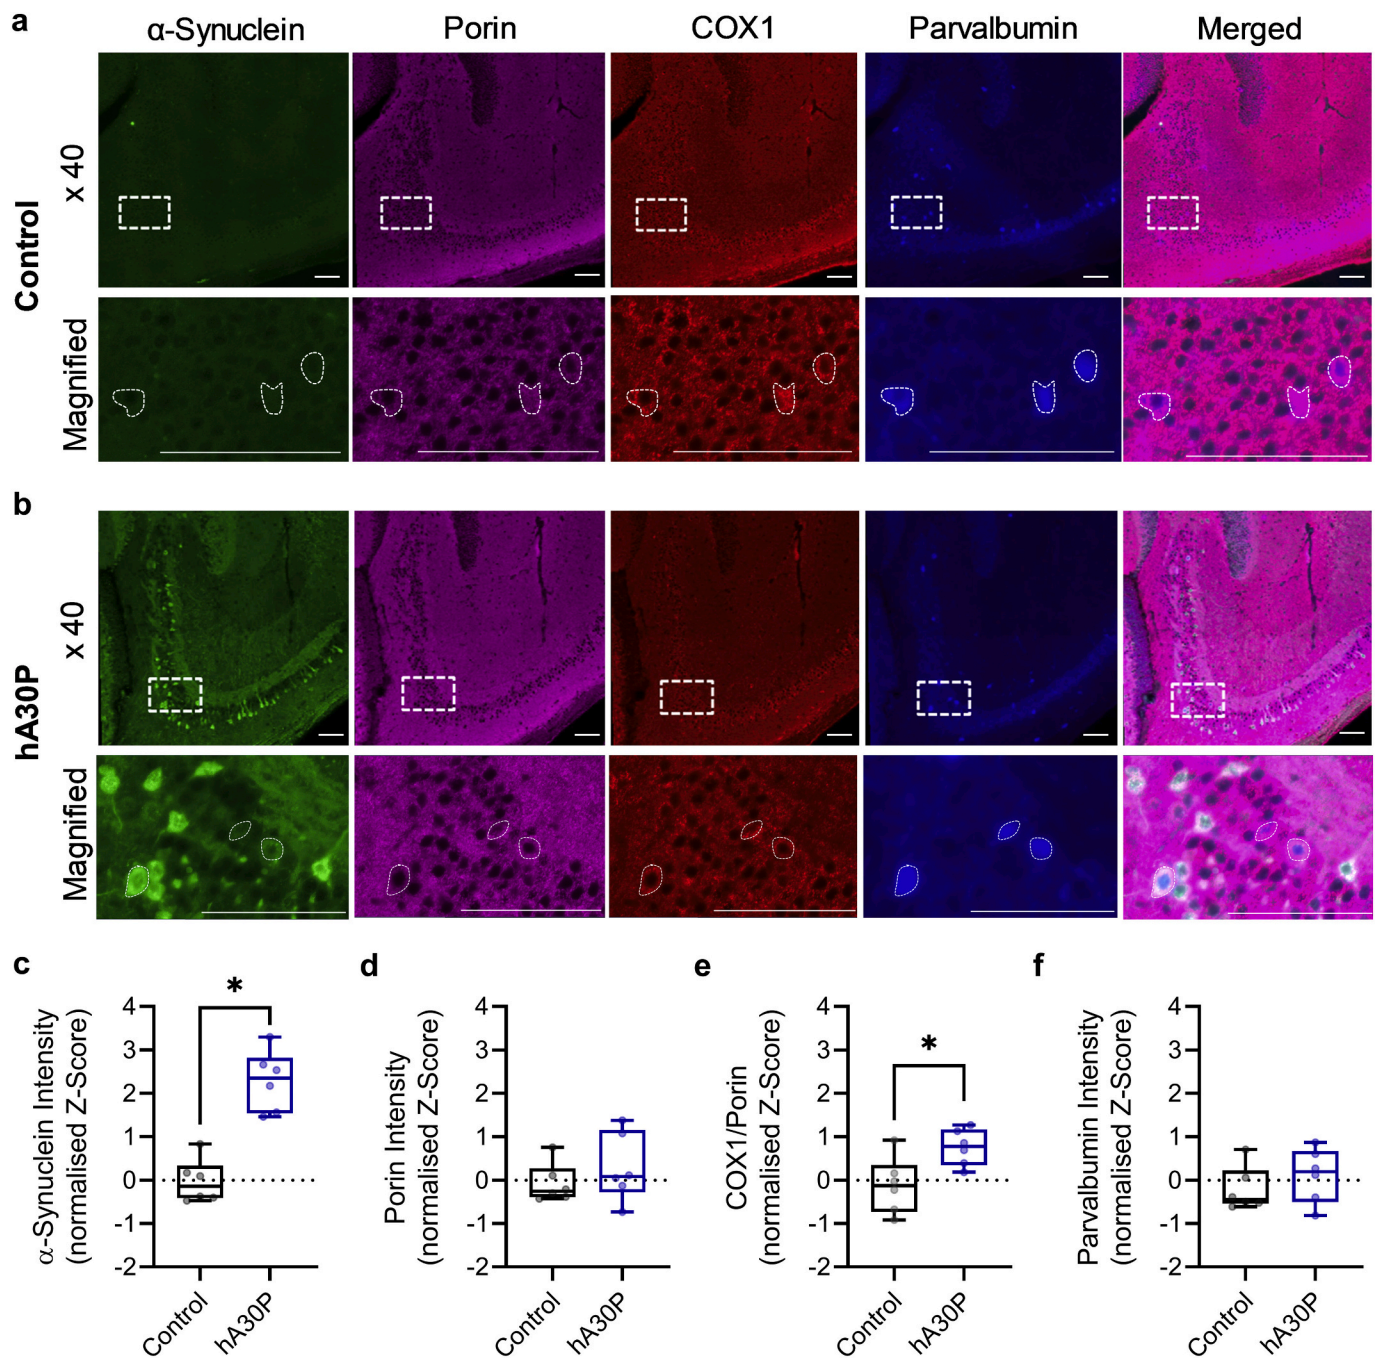 a
α-Synuclein Porin COX1 Parvalbumin Merged
Control
x 40
Magnified
b
hA30P
x 40
Magnified
c
α-Synuclein Intensity
(normalised Z-Score)
4
3
2
1
0
-1
-2
*
Control
hA30P
d
Porin Intensity
(normalised Z-Score)
4
3
2
1
0
-1
-2
Control
hA30P
e
COX1/Porin
(normalised Z-Score)
4
3
2
1
0
-1
-2
*
Control
hA30P
f
Parvalbumin Intensity
(normalised Z-Score)
4
3
2
1
0
-1
-2
Control
hA30P